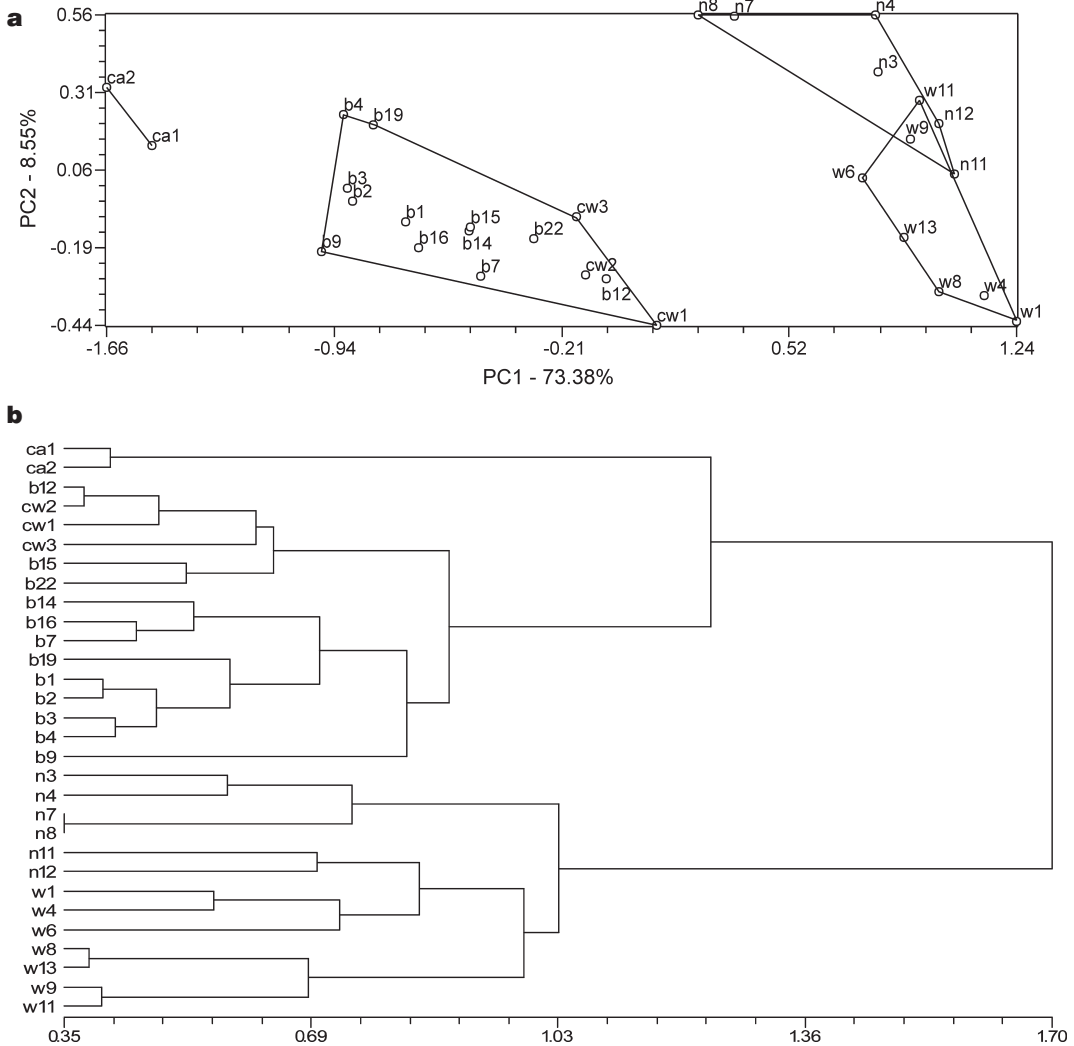 a
n8 n7 n4
0.56
n3
ca2
0.31
w11
b4
b19
n12
w9
ca1
PC2 - 8.55%
0.06
w6
n11
b3
b2
cw3
b1
b15
b22
w13
b16
b14
-0.19
b9
b7
cw2
w8
w4
b12
cw1
w1
-0.44
-1.66 -0.94 -0.21 0.52 1.24
PC1 - 73.38%
b
ca1
ca2
b12
cw2
cw1
cw3
b15
b22
b14
b16
b7
b19
b1
b2
b3
b4
b9
n3
n4
n7
n8
n11
n12
w1
w4
w6
w8
w13
w9
w11
0.35 0.69 1.03 1.36 1.70